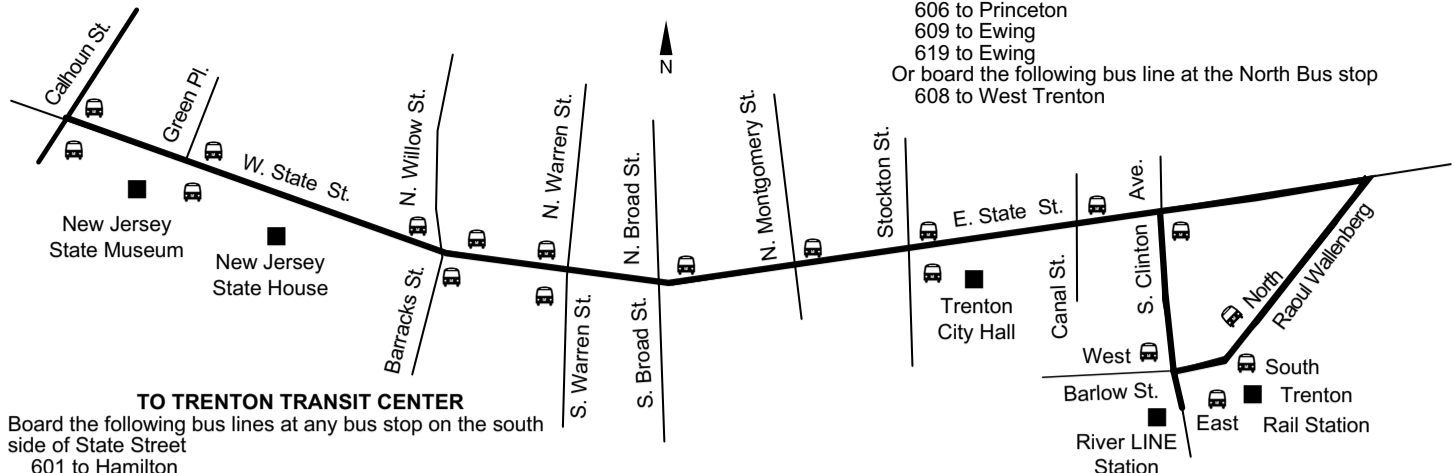 606 to Princeton
609 to Ewing
619 to Ewing
Or board the following bus line at the North Bus stop
608 to West Trenton
N
Calhoun St.
Green Pl.
W. State St.
N. Willow St.
N. Warren St.
N. Broad St.
N. Montgomery St.
Stockton St.
E. State St.
Ave.
S. Clinton
Canal St.
Raoul Wallenberg
North
New Jersey
State Museum
New Jersey
State House
Barracks St.
S. Warren St.
S. Broad St.
Trenton
City Hall
West
Barlow St.
South
Trenton
Rail Station
East
River LINE
Station
TO TRENTON TRANSIT CENTER
Board the following bus lines at any bus stop on the south
side of State Street
601 to Hamilton